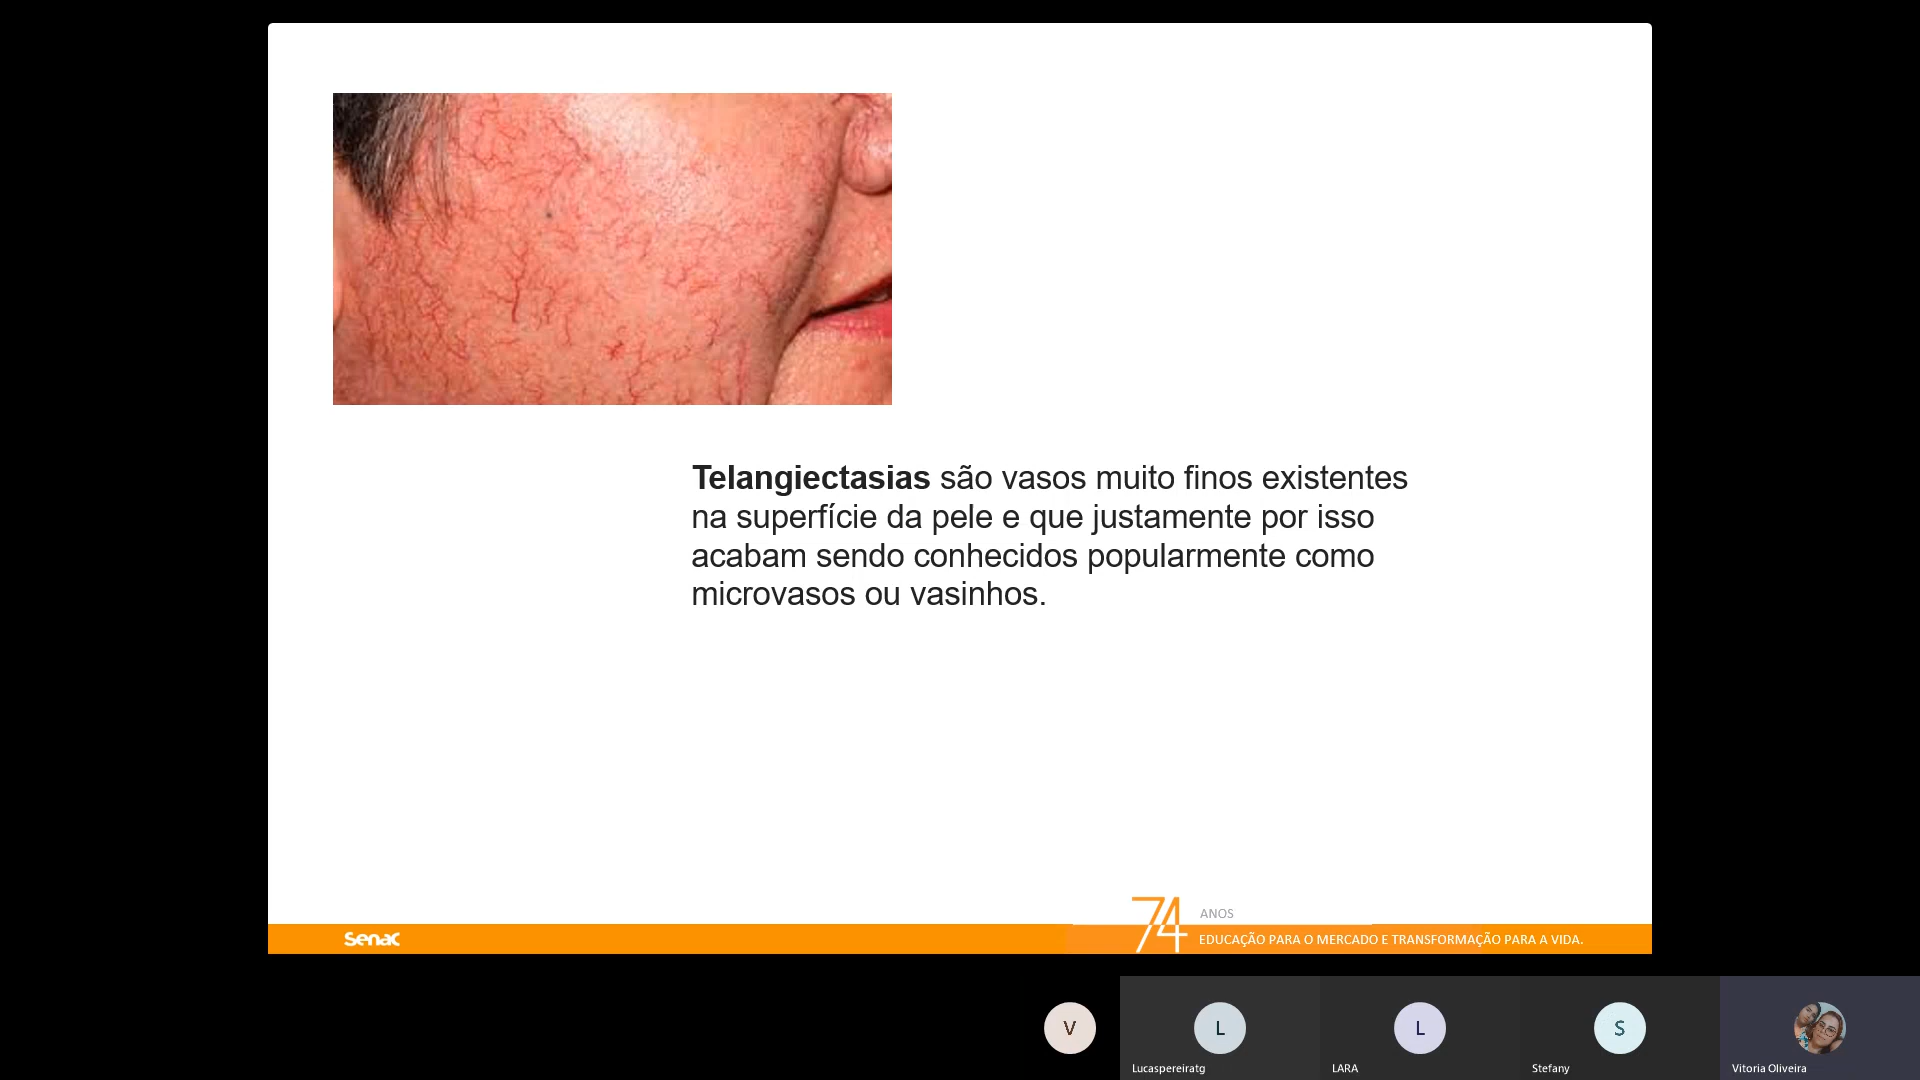 Telangiectasias são vasos muito finos existentes
na superfície da pele e que justamente por isso
acabam sendo conhecidos popularmente como
microvasos ou vasinhos.
senac
74
ANOS
EDUCAÇÃO PARA O MERCADO E TRANSFORMAÇÃO PARA A VIDA.
V
L
L
S
Lucaspereiratg
LARA
Stefany
Vitoria Oliveira